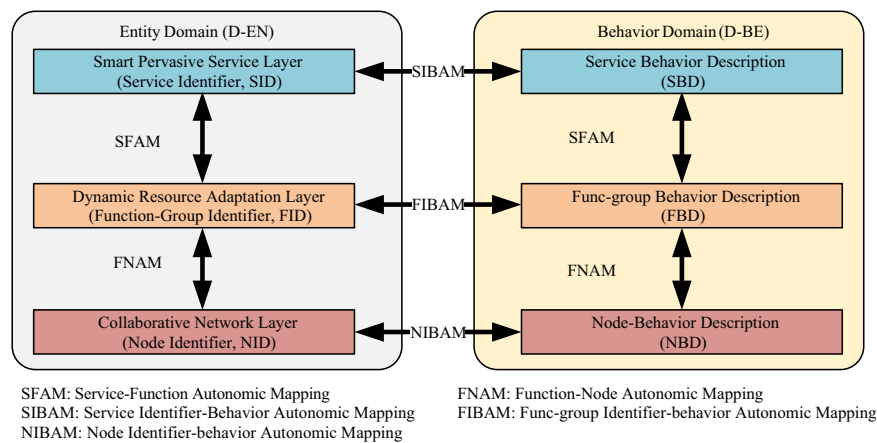 Entity Domain (D-EN)
Behavior Domain (D-BE)
Smart Pervasive Service Layer
(Service Identifier, SID)
SIBAM
Service Behavior Description
(SBD)
SFAM
SFAM
Dynamic Resource Adaptation Layer
(Function-Group Identifier, FID)
FIBAM
Func-group Behavior Description
(FBD)
FNAM
FNAM
Collaborative Network Layer
(Node Identifier, NID)
NIBAM
Node-Behavior Description
(NBD)
SFAM: Service-Function Autonomic Mapping
FNAM: Function-Node Autonomic Mapping
SIBAM: Service Identifier-Behavior Autonomic Mapping
FIBAM: Func-group Identifier-behavior Autonomic Mapping
NIBAM: Node Identifier-behavior Autonomic Mapping